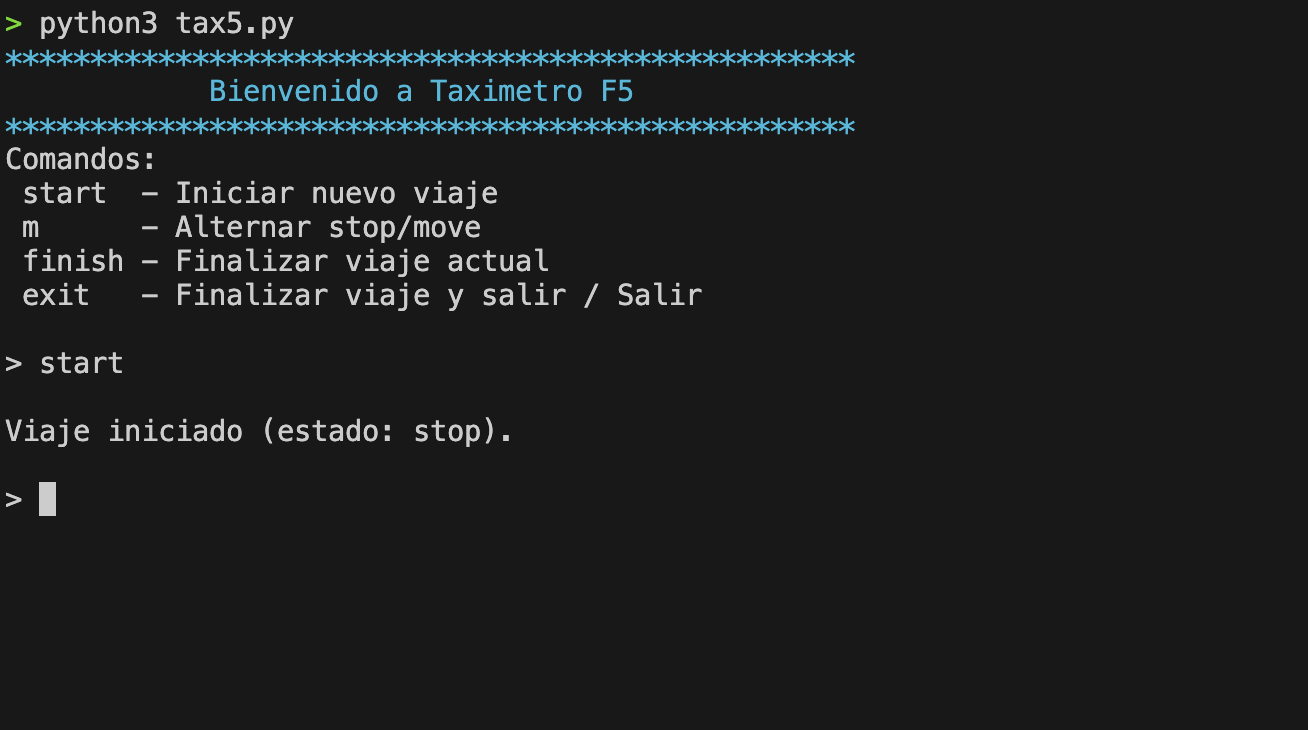 > python3 tax5.py
**************************************************
Bienvenido a Taximetro F5
**************************************************
Comandos:
start  – Iniciar nuevo viaje
m      – Alternar stop/move
finish – Finalizar viaje actual
exit   – Finalizar viaje y salir / Salir
> start
Viaje iniciado (estado: stop).
>